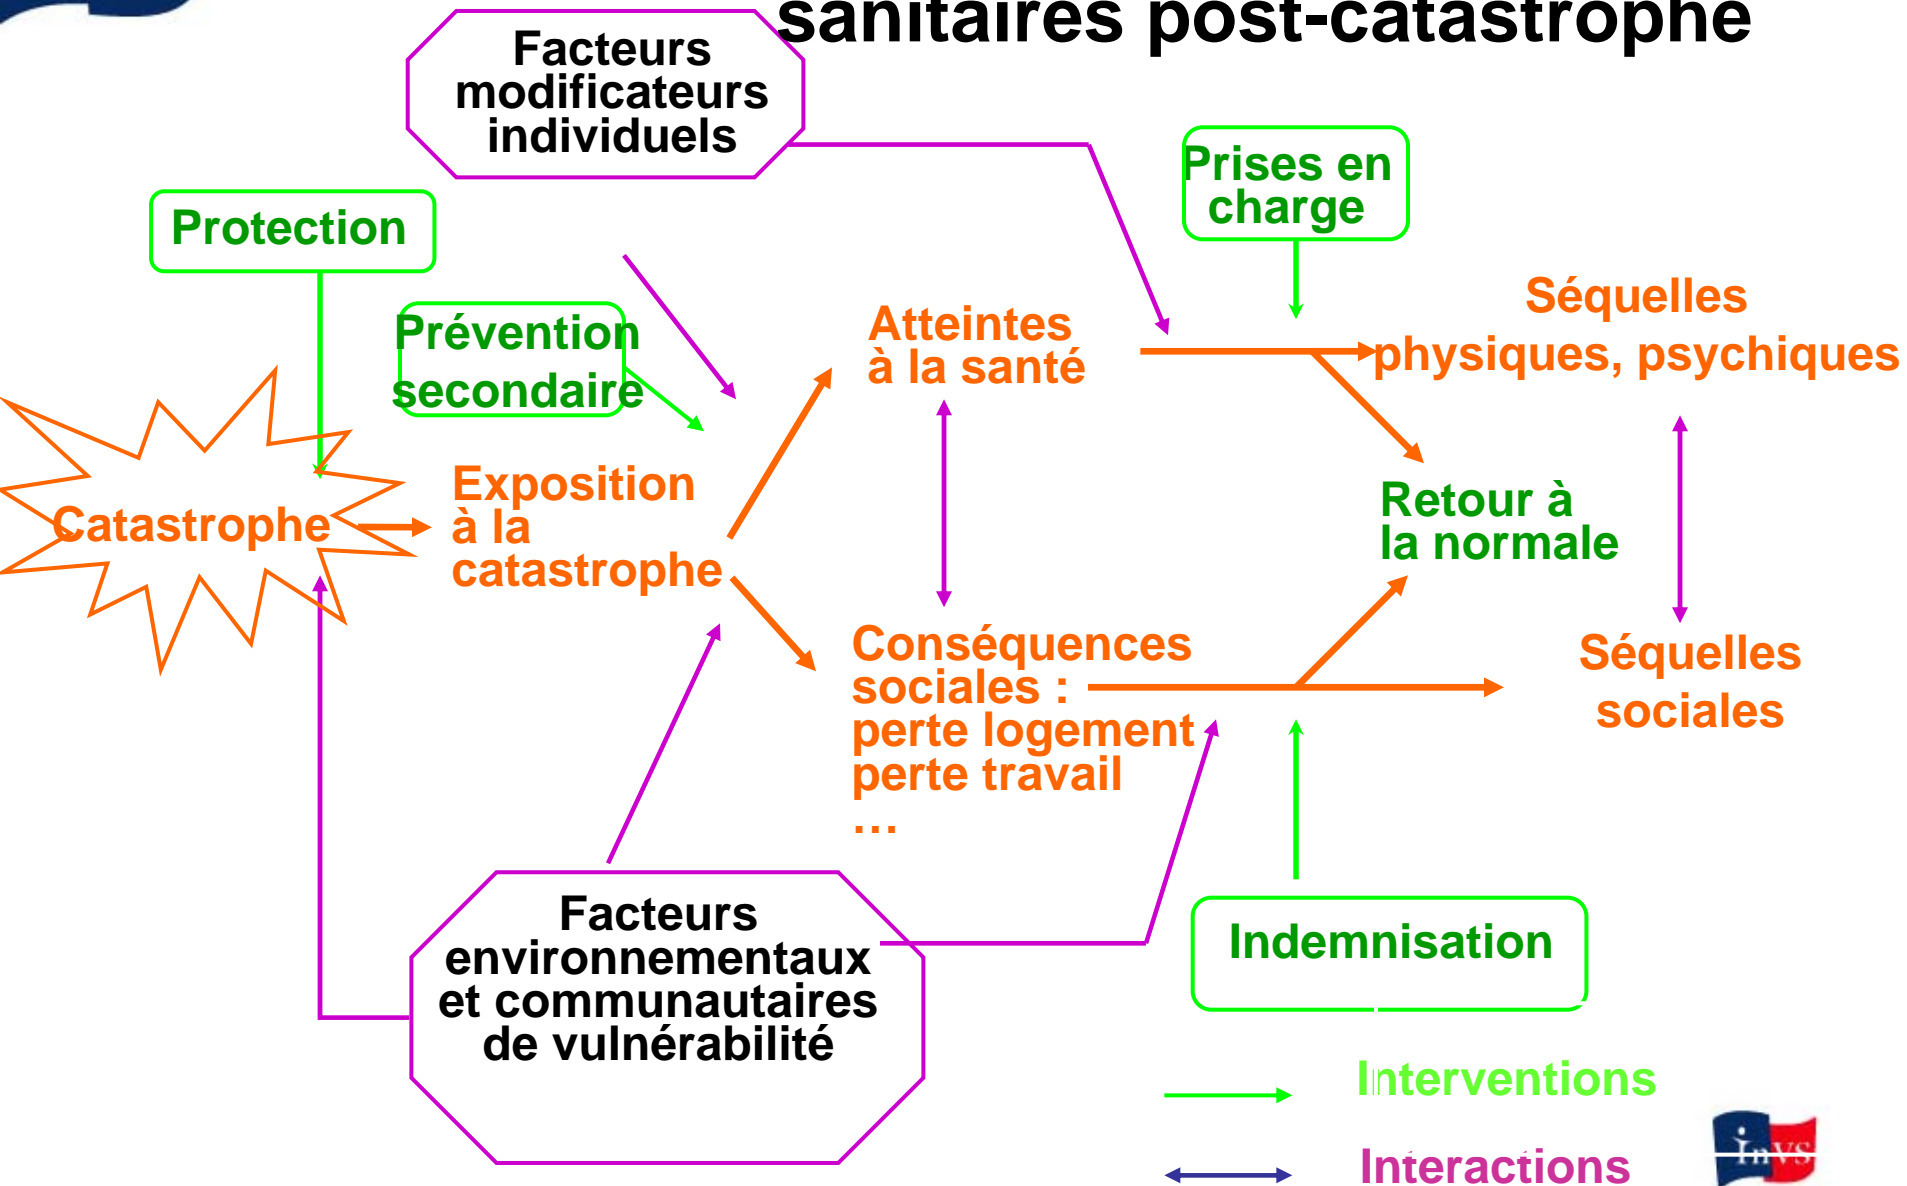 sanitaires post-catastrophe
Facteurs
modificateurs
individuels
Prises en
charge
Protection
Prévention
secondaire
Atteintes
à la santé
Séquelles
physiques, psychiques
Catastrophe
Exposition
à la
catastrophe
Retour à
la normale
Conséquences
sociales :
perte logement
perte travail
…
Séquelles
sociales
Facteurs
environnementaux
et communautaires
de vulnérabilité
Indemnisation
Interventions
Interactions
InVS